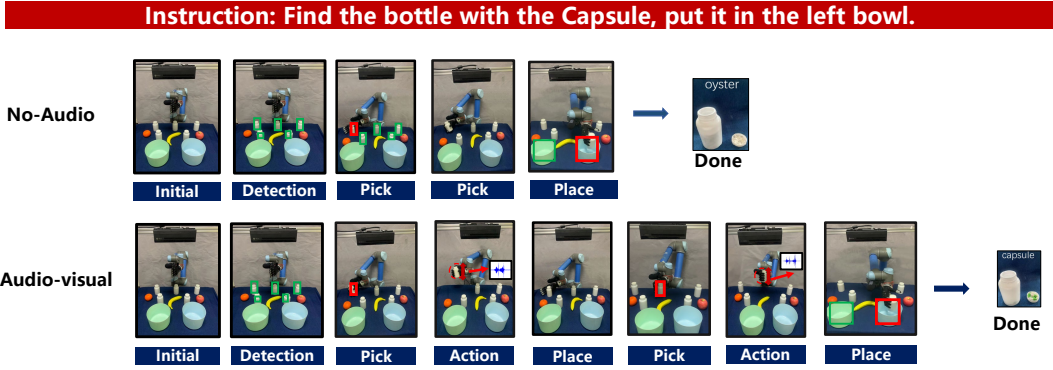 Instruction: Find the bottle with the Capsule, put it in the left bowl.
No-Audio
oyster
Done
Initial
Detection
Pick
Pick
Place
Audio-visual
capsule
Done
Initial
Detection
Pick
Action
Place
Pick
Action
Place